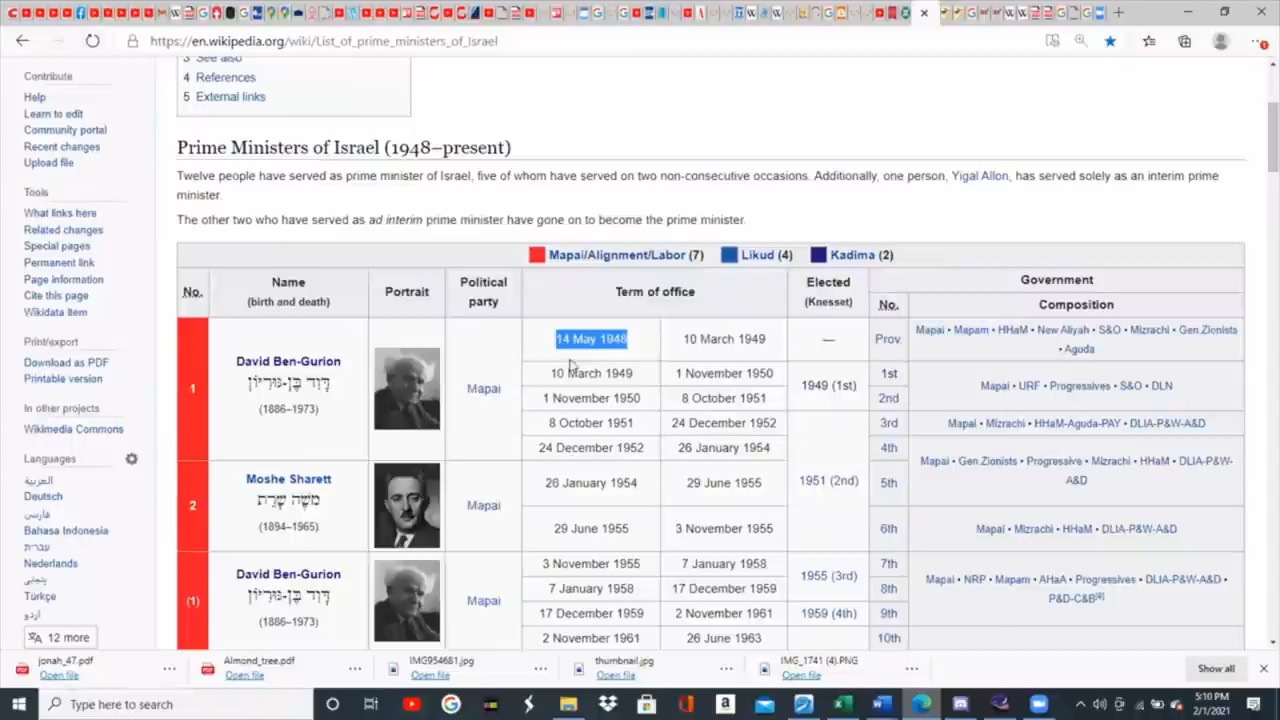 https://en.wikipedia.org/wiki/List_of_prime_ministers_of_Israel
Contribute
Help
Learn to edit
Community portal
Recent changes
Upload file
Tools
What links here
Related changes
Special pages
Permanent link
Page information
Cite this page
Wikidata item
Print/export
Download as PDF
Printable version
In other projects
Wikimedia Commons
Languages
العربية
Deutsch
فارسی
Bahasa Indonesia
עברית
Nederlands
پنجابی
Türkçe
اردو
12 more
3 See also
4 References
5 External links
Prime Ministers of Israel (1948–present)
Twelve people have served as prime minister of Israel, five of whom have served on two non-consecutive occasions. Additionally, one person, Yigal Allon, has served solely as an interim prime
minister.
The other two who have served as ad interim prime minister have gone on to become the prime minister.
Mapai/Alignment/Labor (7) Likud (4) Kadima (2)
No. Name (birth and death) Portrait Political party Term of office Elected (Knesset) Government
No. Composition
1 David Ben-Gurion
דָּוִד בֶּן-גּוּרִיּוֹן
(1886–1973)
Mapai
14 May 1948 10 March 1949 — Prov. Mapai • Mapam • HHaM • New Aliyah • S&O • Mizrachi • Gen.Zionists
• Aguda
10 March 1949 1 November 1950 1949 (1st) 1st Mapai • URF • Progressives • S&O • DLN
1 November 1950 8 October 1951 2nd
8 October 1951 24 December 1952 3rd Mapai • Mizrachi • HHaM-Aguda-PAY • DLIA-P&W-A&D
24 December 1952 26 January 1954 4th Mapai • Gen.Zionists • Progressive • Mizrachi • HHaM • DLIA-P&W-
A&D
2 Moshe Sharett
מֹשֶׁה שָׁרֵת
(1894–1965)
Mapai
26 January 1954 29 June 1955 1951 (2nd) 5th
29 June 1955 3 November 1955 6th Mapai • Mizrachi • HHaM • DLIA-P&W-A&D
(1) David Ben-Gurion
דָּוִד בֶּן-גּוּרִיּוֹן
(1886–1973)
Mapai
3 November 1955 7 January 1958 1955 (3rd) 7th Mapai • NRP • Mapam • AHaA • Progressives • DLIA-P&W-A&D •
P&D-C&B[6]
7 January 1958 17 December 1959 8th
17 December 1959 2 November 1961 1959 (4th) 9th
2 November 1961 26 June 1963 10th
jonah_47.pdf
Open file
Almond_tree.pdf
Open file
IMG954681.jpg
Open file
thumbnail.jpg
Open file
IMG_1741 (4).PNG
Open file
Show all
Type here to search
5:10 PM
2/1/2021